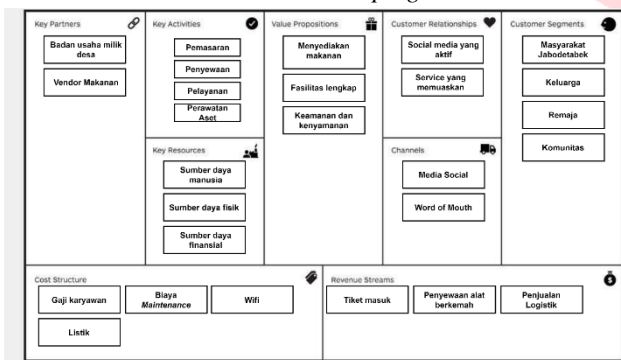 Key Partners
Badan usaha milik
desa
Vendor Makanan
Key Activities
Pemasaran
Penyewaan
Pelayanan
Perawatan
Aset
Key Resources
Sumber daya
manusia
Sumber daya fisik
Sumber daya
finansial
Value Propositions
Menyediakan
makanan
Fasilitas lengkap
Keamanan dan
kenyamanan
Customer Relationships
Social media yang
aktif
Service yang
memuaskan
Channels
Media Social
Word of Mouth
Customer Segments
Masyarakat
Jabodetabek
Keluarga
Remaja
Komunitas
Cost Structure
Gaji karyawan
Biaya
Maintenance
Wifi
Listik
Revenue Streams
Tiket masuk
Penyewaan alat
berkemah
Penjualan
Logistik